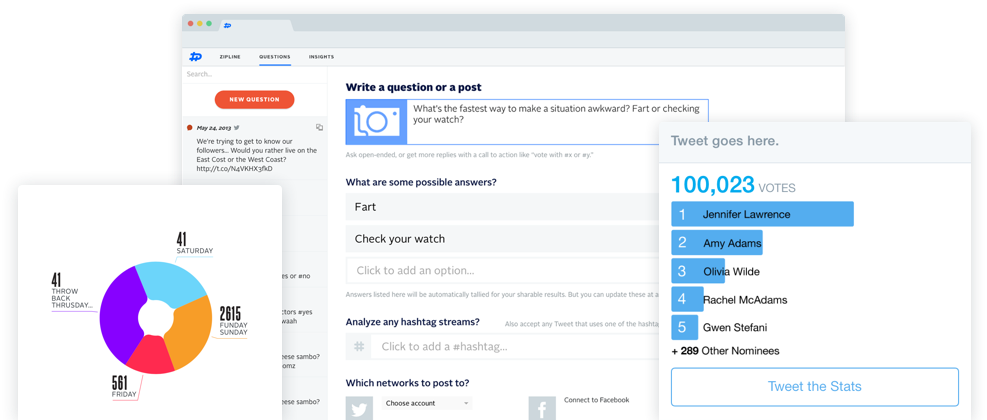 ZIPLINE
QUESTIONS
INSIGHTS
Search...
NEW QUESTION
May 24, 2013
We're trying to get to know our
followers... Would you rather live on the
East Cost or the West Coast?
http://t.co/N4VKHX3fkD
es or #no
ctors #yes
waah
eese sambo?
omz
eese sambo?
hlist
Write a question or a post
What's the fastest way to make a situation awkward? Fart or checking
your watch?
Ask open-ended, or get more replies with a call to action like "vote with #x or #y."
What are some possible answers?
Fart
Check your watch
Click to add an option...
Answers listed here will be automatically tallied for your sharable results. But you can update these at a
Analyze any hashtag streams?
Also accept any Tweet that uses one of the hashtag
#
Click to add a #hashtag...
Which networks to post to?
Choose account
Connect to Facebook
41
SATURDAY
41
THROW
BACK
THRUSDAY...
2615
FUNDAY
SUNDAY
561
FRIDAY
Tweet goes here.
100,023 VOTES
1 Jennifer Lawrence
2 Amy Adams
3 Olivia Wilde
4 Rachel McAdams
5 Gwen Stefani
+ 289 Other Nominees
Tweet the Stats